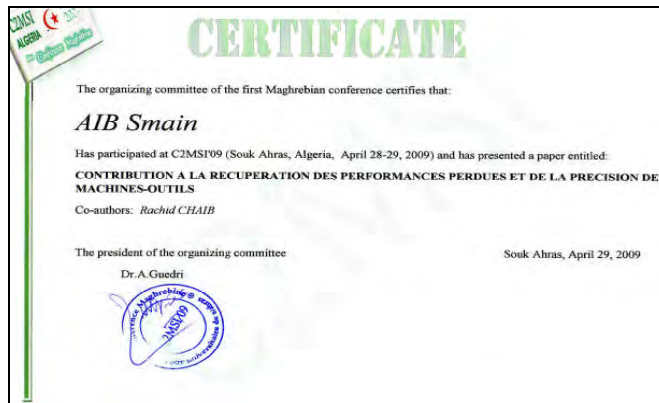 C2MSI
ALGERIA
CERTIFICATE
The organizing committee of the first Maghrebian conference certifies that:
AIB Smain
Has participated at C2MSI'09 (Souk Ahras, Algeria, April 28-29, 2009) and has presented a paper entitled:
CONTRIBUTION A LA RECUPERATION DES PERFORMANCES PERDUES ET DE LA PRECISION DE
MACHINES-OUTILS
Co-authors: Rachid CHAIB
The president of the organizing committee
Souk Ahras, April 29, 2009
Dr.A.Guedri
2MSI'09